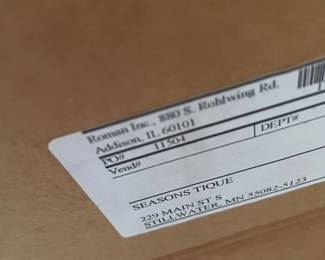 Roman Inc., 880 S. Rohlwing Rd.
Addison, IL 60101
PO# 11504 DEPT#
Vend#
SEASONS TIQUE
229 MAIN ST S
STILLWATER, MN 55082-5123